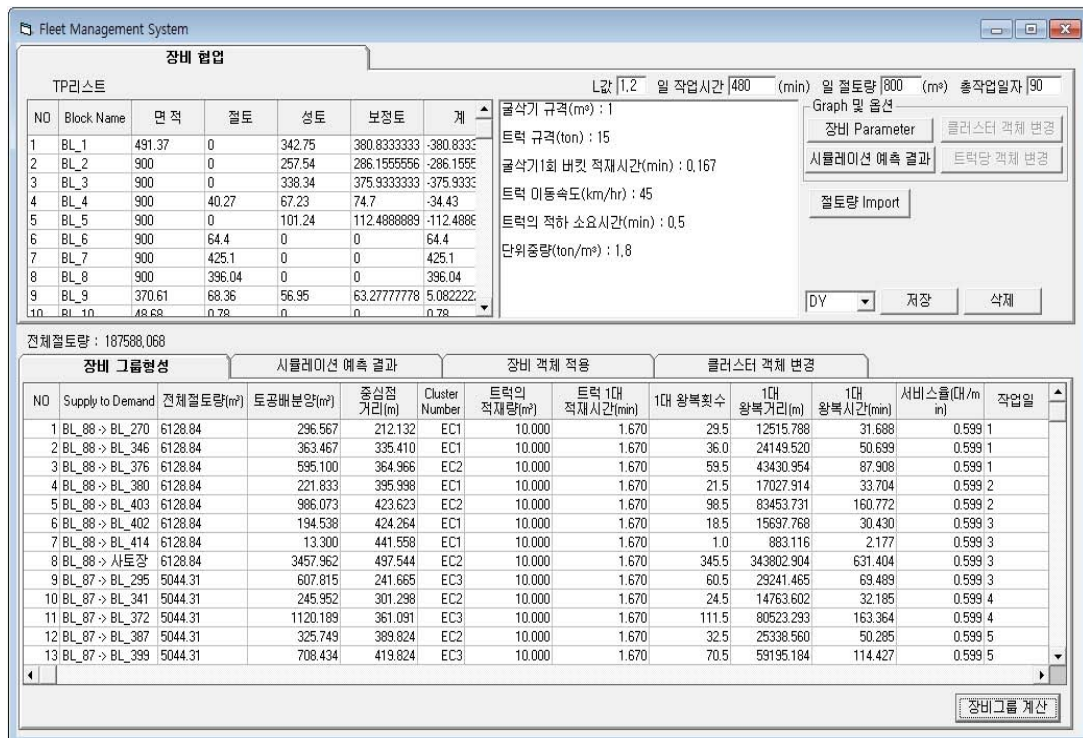 Fleet Management System
장비 협업
TP리스트
L값 1.2 일 작업시간 480 (min) 일 절토량 800 (m³) 총작업일자 90
NO Block Name 면 적 절토 성토 보정토 계
1 BL_1 491.37 0 342.75 380.8333333 -380.8333
2 BL_2 900 0 257.54 286.1555556 -286.1555
3 BL_3 900 0 338.34 375.9333333 -375.9333
4 BL_4 900 40.27 67.23 74.7 -34.43
5 BL_5 900 0 101.24 112.4888889 -112.4888
6 BL_6 900 64.4 0 0 64.4
7 BL_7 900 425.1 0 0 425.1
8 BL_8 900 396.04 0 0 396.04
9 BL_9 370.61 68.36 56.95 63.27777778 5.0822222
10 BL_10 48.68 0.78 0 0 0.78
굴삭기 규격(m³) : 1
트럭 규격(ton) : 15
굴삭기1회 버킷 적재시간(min) : 0.167
트럭 이동속도(km/hr) : 45
트럭의 적하 소요시간(min) : 0.5
단위중량(ton/m³) : 1.8
Graph 및 옵션
장비 Parameter 클러스터 객체 변경
시뮬레이션 예측 결과 트럭당 객체 변경
절토량 Import
DY 저장 삭제
전체절토량 : 187588.068
장비 그룹형성 시뮬레이션 예측 결과 장비 객체 적용 클러스터 객체 변경
NO Supply to Demand 전체절토량(m³) 토공배분양(m³) 중심점 거리(m) Cluster Number 트럭의 적재량(m³) 트럭 1대 적재시간(min) 1대 왕복횟수 1대 왕복거리(m) 1대 왕복시간(min) 서비스율(대/min) 작업일
1 BL_88 -> BL_270 6128.84 296.567 212.132 EC1 10.000 1.670 29.5 12515.788 31.688 0.599 1
2 BL_88 -> BL_346 6128.84 363.467 335.410 EC1 10.000 1.670 36.0 24149.520 50.699 0.599 1
3 BL_88 -> BL_376 6128.84 595.100 364.966 EC2 10.000 1.670 59.5 43430.954 87.908 0.599 1
4 BL_88 -> BL_380 6128.84 221.833 395.998 EC1 10.000 1.670 21.5 17027.914 33.704 0.599 2
5 BL_88 -> BL_403 6128.84 986.073 423.623 EC2 10.000 1.670 98.5 83453.731 160.772 0.599 2
6 BL_88 -> BL_402 6128.84 194.538 424.264 EC1 10.000 1.670 18.5 15697.768 30.430 0.599 3
7 BL_88 -> BL_414 6128.84 13.300 441.558 EC1 10.000 1.670 1.0 883.116 2.177 0.599 3
8 BL_88 -> 사토장 6128.84 3457.962 497.544 EC2 10.000 1.670 345.5 343802.904 631.404 0.599 3
9 BL_87 -> BL_295 5044.31 607.815 241.665 EC3 10.000 1.670 60.5 29241.465 69.489 0.599 3
10 BL_87 -> BL_341 5044.31 245.952 301.298 EC2 10.000 1.670 24.5 14763.602 32.185 0.599 4
11 BL_87 -> BL_372 5044.31 1120.189 361.091 EC3 10.000 1.670 111.5 80523.293 163.364 0.599 4
12 BL_87 -> BL_387 5044.31 325.749 389.824 EC2 10.000 1.670 32.5 25338.560 50.285 0.599 5
13 BL_87 -> BL_399 5044.31 708.434 419.824 EC3 10.000 1.670 70.5 59195.184 114.427 0.599 5
장비그룹 계산